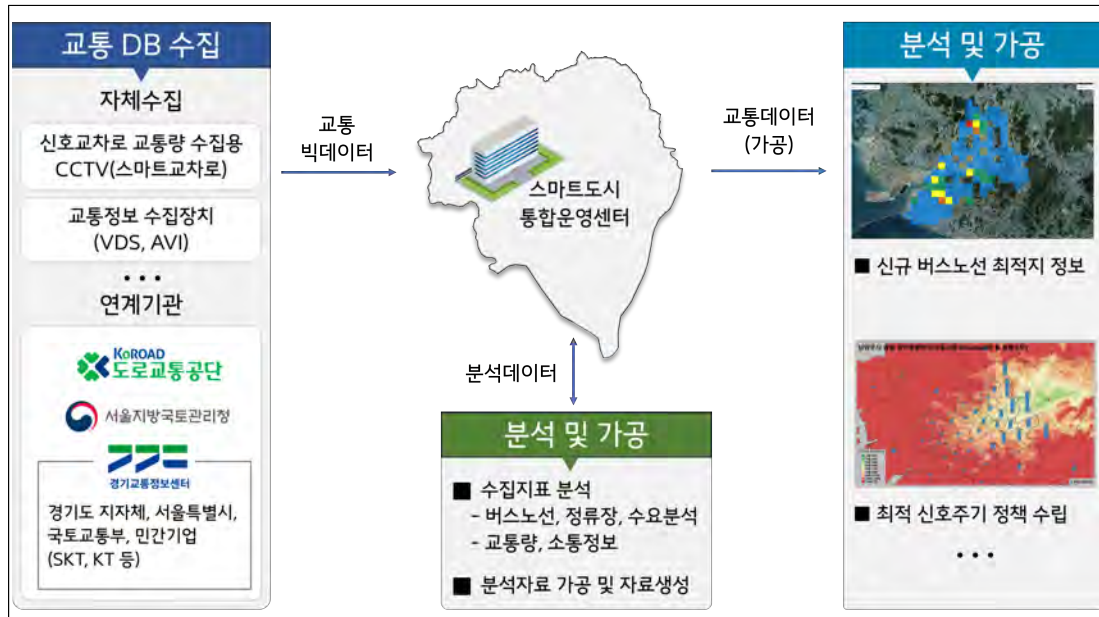 교통 DB 수집
자체수집
신호교차로 교통량 수집용
CCTV(스마트교차로)
교통정보 수집장치
(VDS, AVI)
• • •
연계기관
KoROAD
도로교통공단
서울지방국토관리청
경기교통정보센터
경기도 지자체, 서울특별시,
국토교통부, 민간기업
(SKT, KT 등)
교통
빅데이터
스마트도시
통합운영센터
교통데이터
(가공)
분석데이터
분석 및 가공
■ 수집지표 분석
- 버스노선, 정류장, 수요분석
- 교통량, 소통정보
■ 분석자료 가공 및 자료생성
분석 및 가공
■ 신규 버스노선 최적지 정보
■ 최적 신호주기 정책 수립
• • •